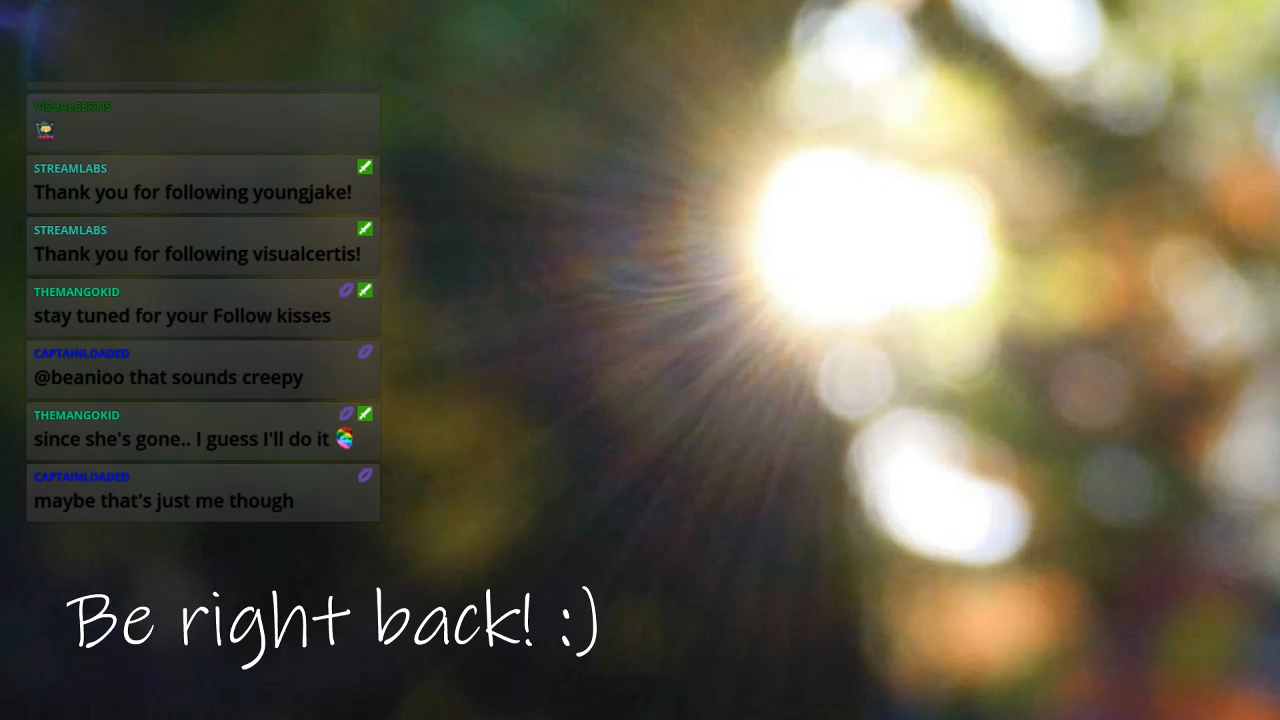 VISUALCERTIS
STREAMLABS
Thank you for following youngjake!
STREAMLABS
Thank you for following visualcertis!
THEMANGOKID
stay tuned for your Follow kisses
CAPTAINLOADED
@beanioo that sounds creepy
THEMANGOKID
since she's gone.. I guess I'll do it
CAPTAINLOADED
maybe that's just me though
Be right back! :)